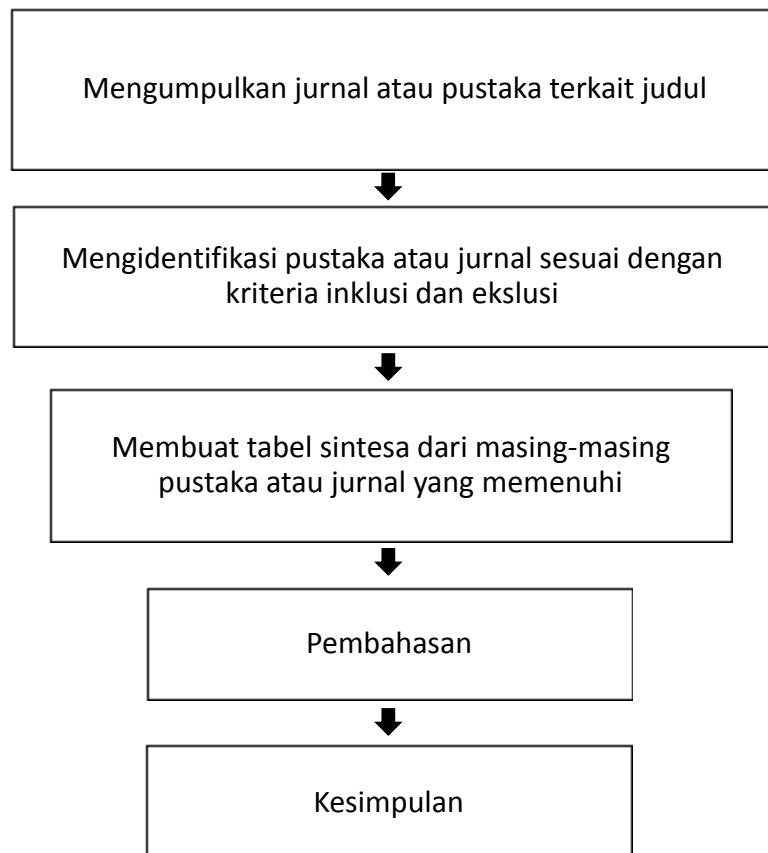 Mengumpulkan jurnal atau pustaka terkait judul
Mengidentifikasi pustaka atau jurnal sesuai dengan
kriteria inklusi dan ekslusi
Membuat tabel sintesa dari masing-masing
pustaka atau jurnal yang memenuhi
Pembahasan
Kesimpulan